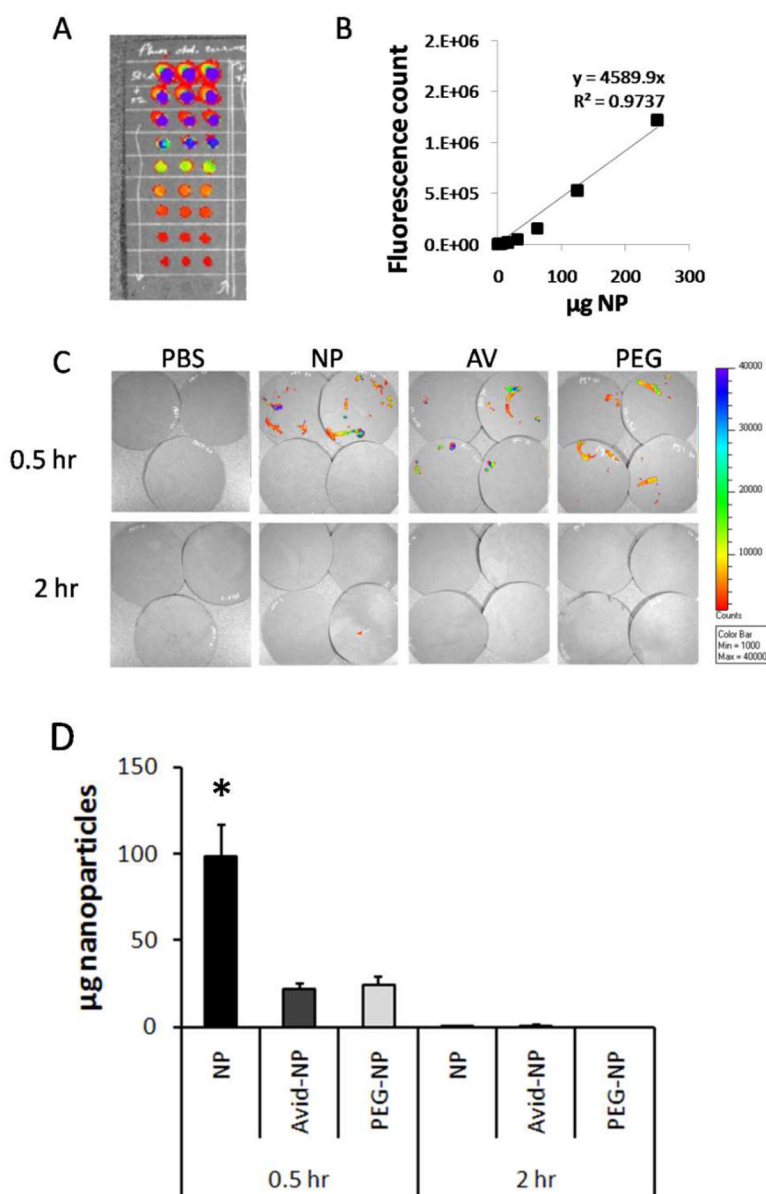 A
B
2.E+06
2.E+06
1.E+06
5.E+05
0.E+00
Fluorescence count
y = 4589.9x
R² = 0.9737
0
100
200
300
µg NP
C
PBS
NP
AV
PEG
0.5 hr
2 hr
40000
30000
20000
10000
Counts
Color Bar
Min = 1000
Max = 40000
D
150
100
50
0
µg nanoparticles
*
NP
Avid-NP
PEG-NP
NP
Avid-NP
PEG-NP
0.5 hr
2 hr